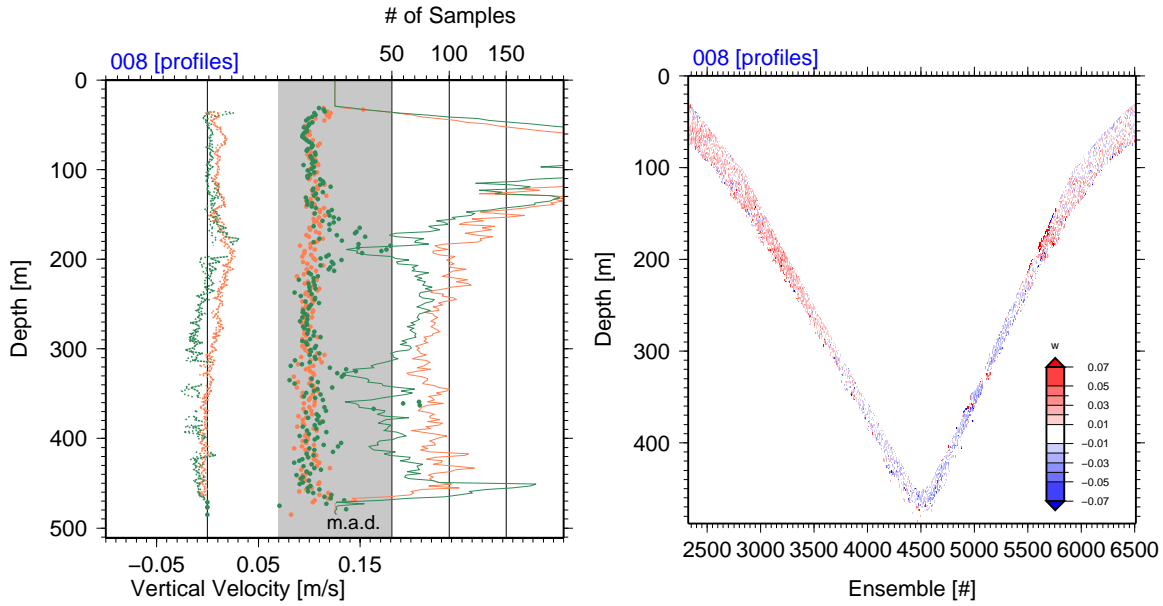 # of Samples
008 [profiles]
50 100 150
0
100
200
300
400
500
Depth [m]
m.a.d.
−0.05 0.05 0.15
Vertical Velocity [m/s]
008 [profiles]
0
100
200
300
400
Depth [m]
w
0.07
0.05
0.03
0.01
−0.01
−0.03
−0.05
−0.07
2500 3000 3500 4000 4500 5000 5500 6000 6500
Ensemble [#]